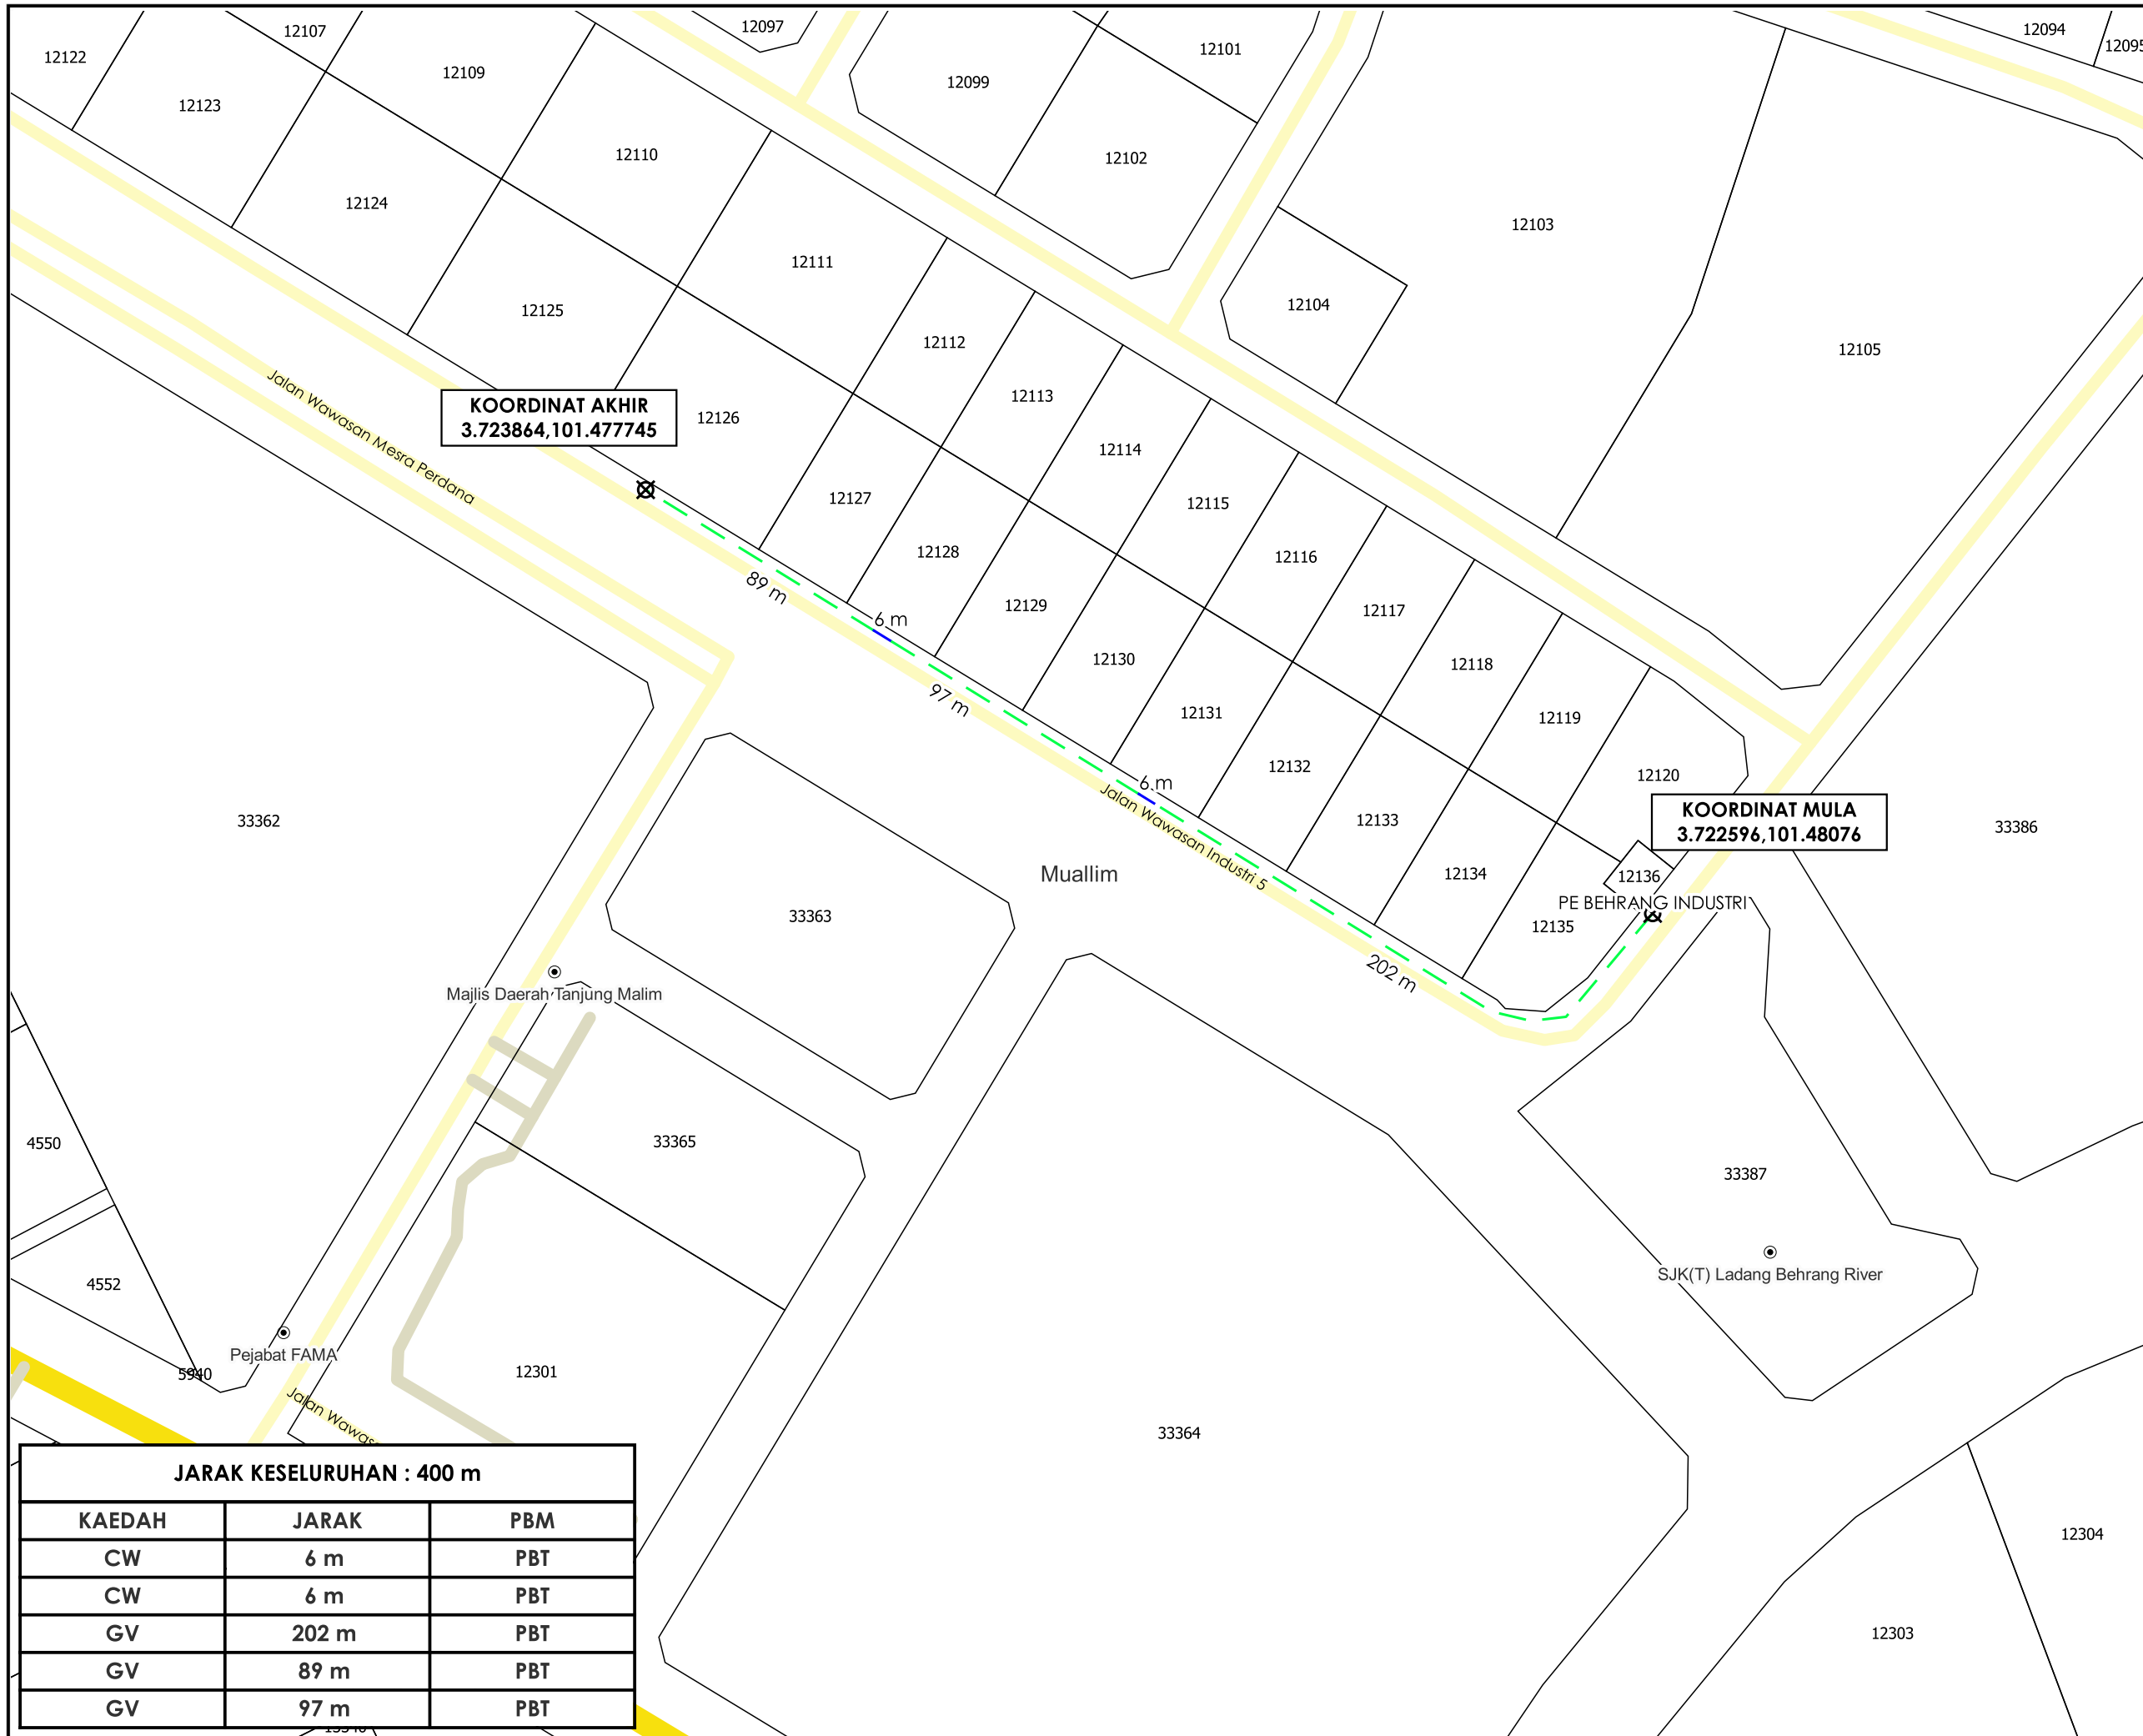 12097
12094
12107
12101
12095
12122
12109
12099
12123
12110
12102
12124
12103
12111
12104
12125
12112
12105
Jalan Wawasan Mesra Perdana
12113
KOORDINAT AKHIR
3.723864,101.477745
12126
12114
12127
12115
12128
12116
89 m
12129
12117
6 m
12130
12118
97 m
12131
12119
12132
12120
6 m
Jalan Wawasan Industri 5
KOORDINAT MULA
3.722596,101.48076
33362
12133
33386
Muallim
12134
12136
PE BEHRANG INDUSTRI
33363
12135
202 m
Majlis Daerah Tanjung Malim
4550
33365
33387
SJK(T) Ladang Behrang River
4552
Pejabat FAMA
5940
12301
Jalan Wawas
33364
12304
12303
JARAK KESELURUHAN : 400 m
KAEDAH JARAK PBM
CW 6 m PBT
CW 6 m PBT
GV 202 m PBT
GV 89 m PBT
GV 97 m PBT